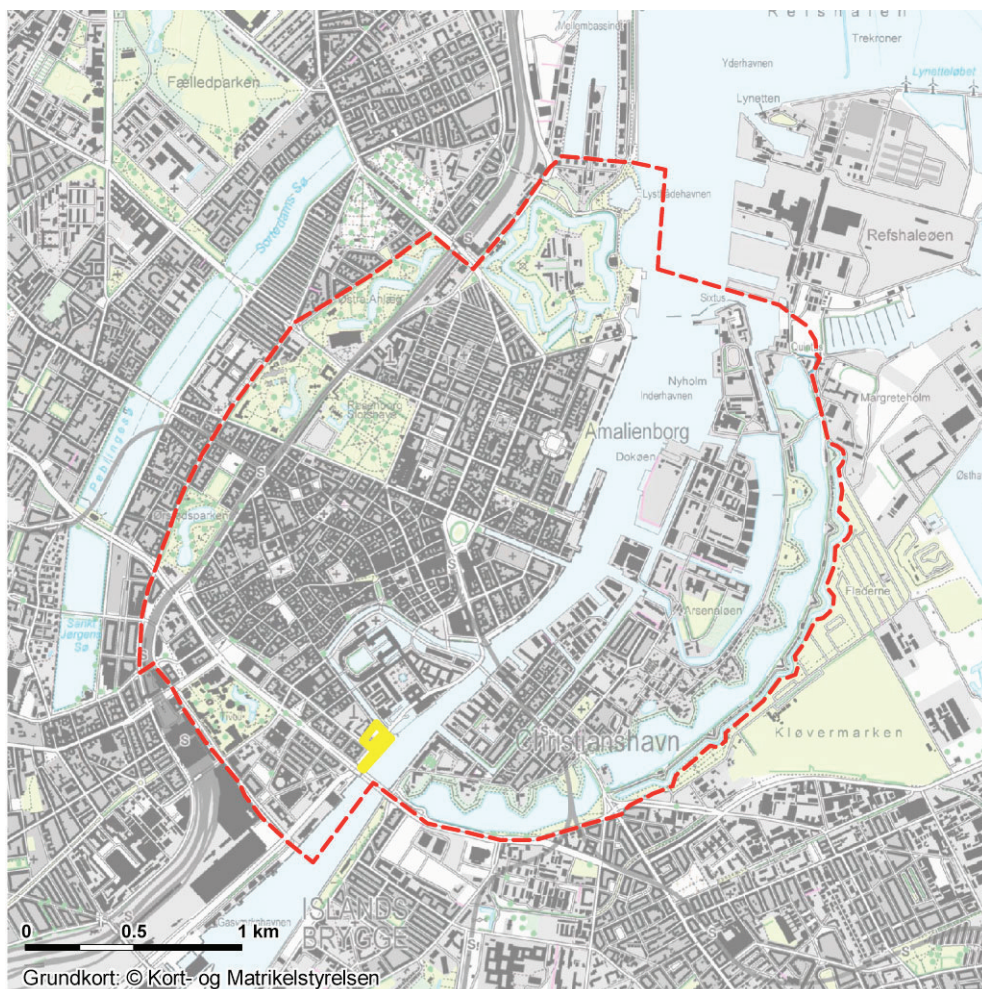 Mellembassinet
Refshalen
Trekroner
Yderhavnen
Lynetteløbet
Fælledparken
Lynetten
Sortedams Sø
Lystbådehavnen
Refshaleøen
S
Østre Anlæg
Sixtus
Quintus
Nyholm
Margreteholm
Inderhavnen
Amalienborg
Dokøen
Peblinge Sø
S
Ørstedsparken
S
Arsenaløen
Fladerne
Sankt
Jørgens
Sø
Tivoli
Christianshavn
Kløvermarken
S
ISLANDS
BRYGGE
Gasværkshavnen
0 0.5 1 km
S
Grundkort: © Kort- og Matrikelstyrelsen